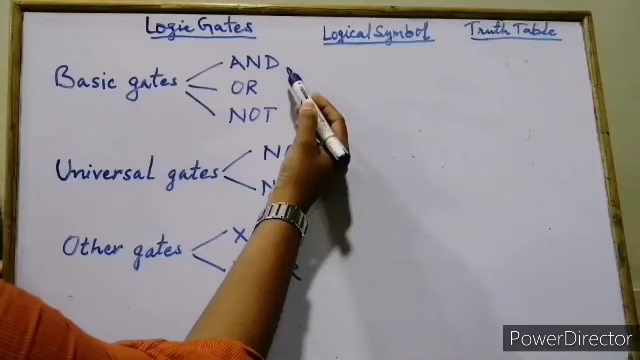 Logic Gates
Logical Symbol
Truth Table
Basic gates
AND
OR
NOT
Universal gates
Other gates
PowerDirector